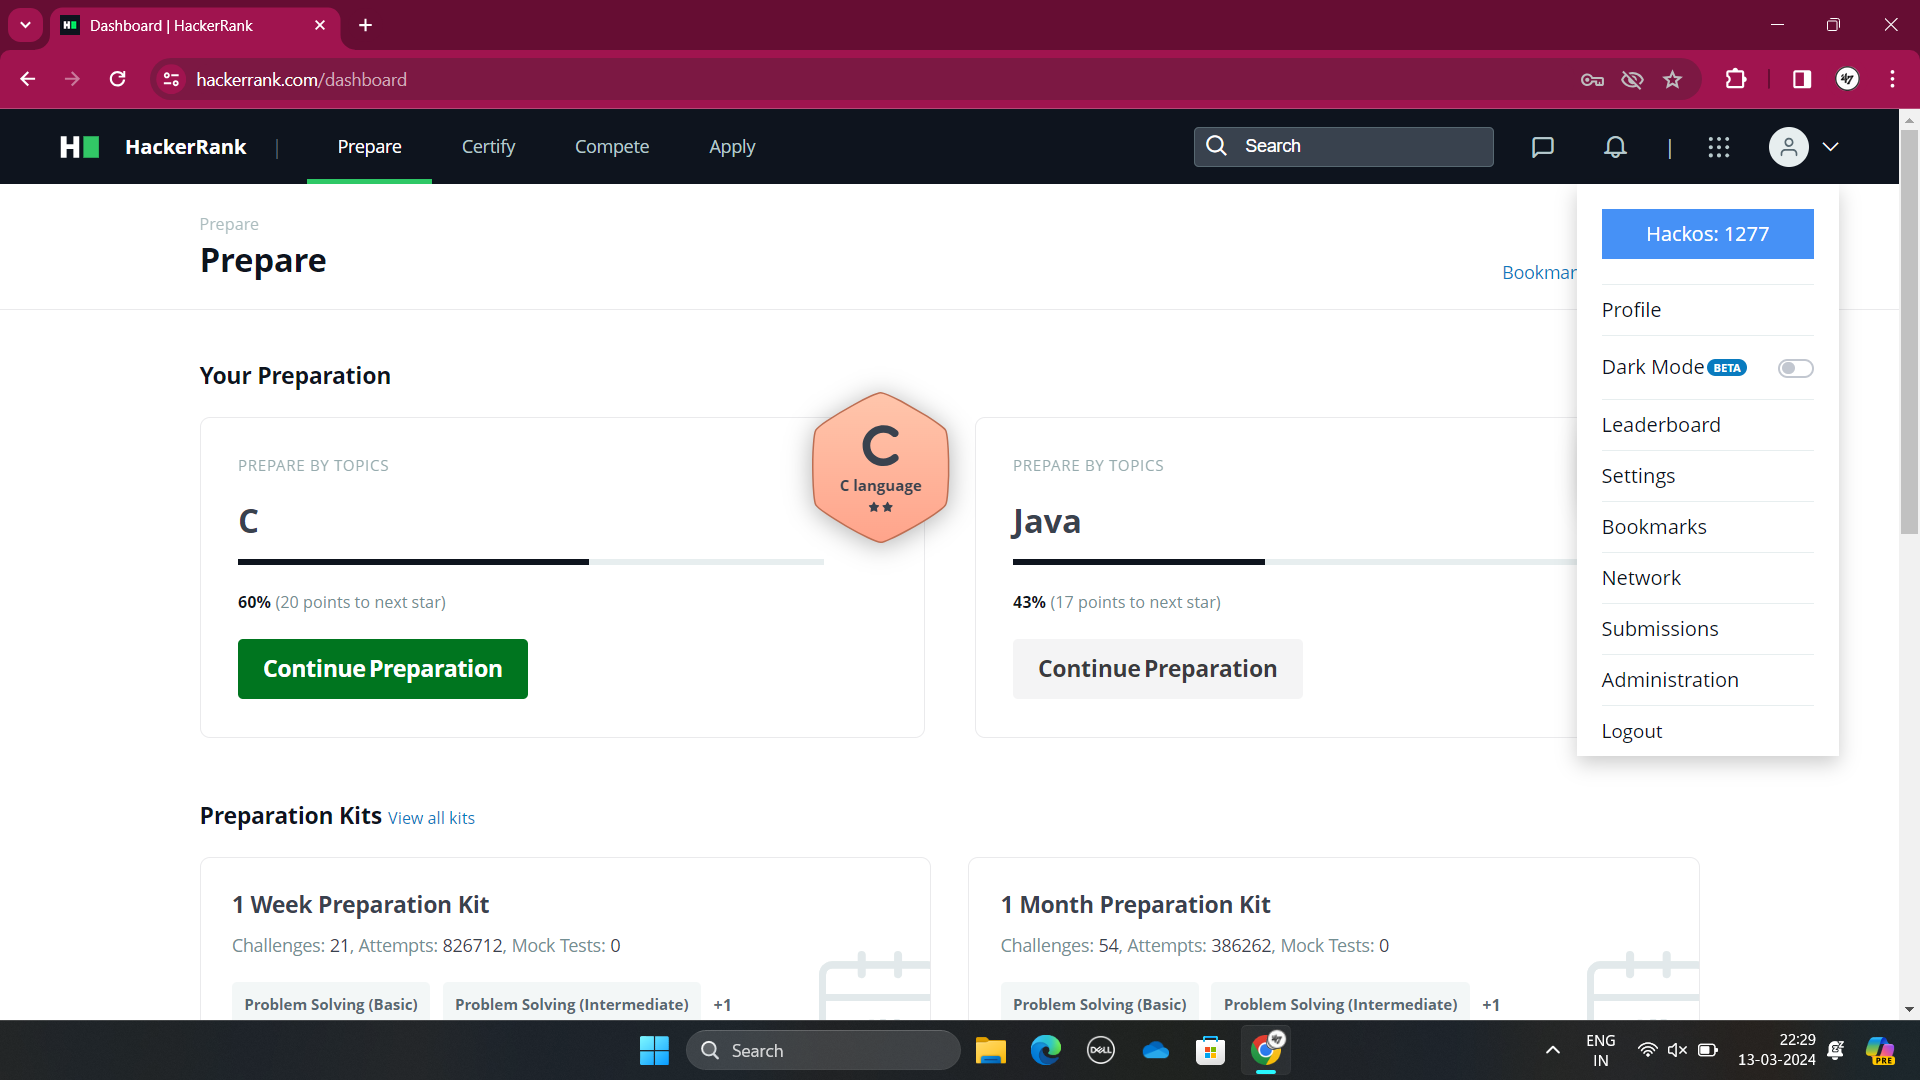 Dashboard | HackerRank
hackerrank.com/dashboard
HackerRank | Prepare Certify Compete Apply Search |
Prepare
Prepare
Bookmar
Hackos: 1277
Profile
Dark Mode BETA
Leaderboard
Settings
Bookmarks
Network
Submissions
Administration
Logout
Your Preparation
PREPARE BY TOPICS
C
C language
C
60% (20 points to next star)
Continue Preparation
PREPARE BY TOPICS
Java
43% (17 points to next star)
Continue Preparation
Preparation Kits View all kits
1 Week Preparation Kit
Challenges: 21, Attempts: 826712, Mock Tests: 0
Problem Solving (Basic) Problem Solving (Intermediate) +1
1 Month Preparation Kit
Challenges: 54, Attempts: 386262, Mock Tests: 0
Problem Solving (Basic) Problem Solving (Intermediate) +1
Search
DELL
ENG
IN
22:29
13-03-2024
PRE